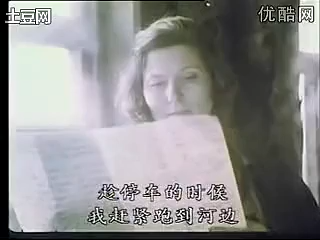 土豆网
优酷网
趁停车的时候
我赶紧跑到河边